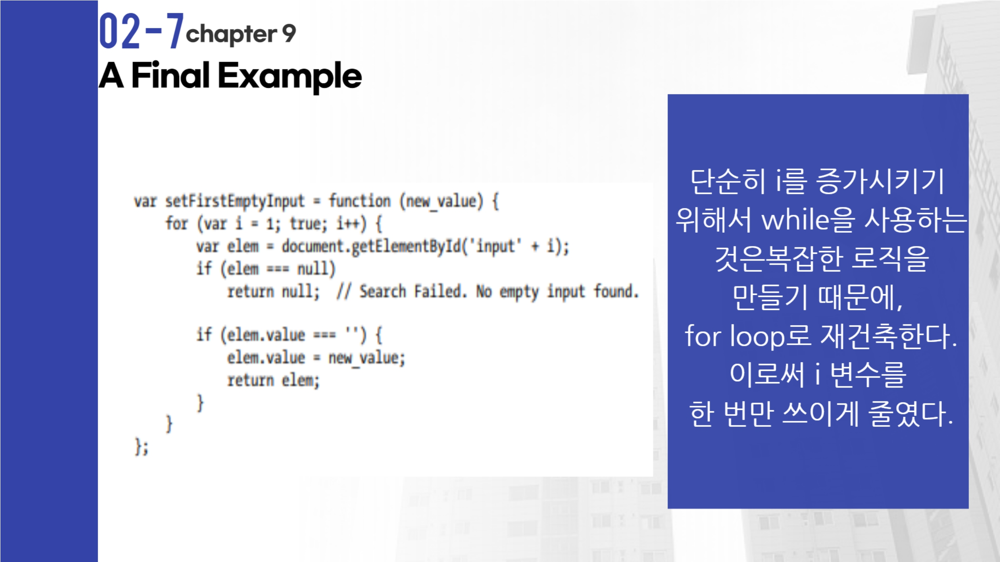 02-7 chapter 9
A Final Example
var setFirstEmptyInput = function (new_value) {
    for (var i = 1; true; i++) {
        var elem = document.getElementById('input' + i);
        if (elem === null)
            return null;  // Search Failed. No empty input found.
        if (elem.value === '') {
            elem.value = new_value;
            return elem;
        }
    }
};
단순히 i를 증가시키기
위해서 while을 사용하는
것은복잡한 로직을
만들기 때문에,
for loop로 재건축한다.
이로써 i 변수를
한 번만 쓰이게 줄였다.